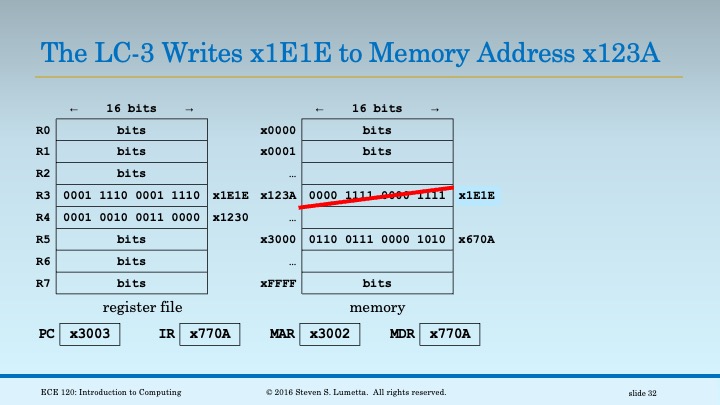 The LC-3 Writes x1E1E to Memory Address x123A
← 16 bits → ← 16 bits →
R0 bits x0000 bits
R1 bits x0001 bits
R2 bits …
R3 0001 1110 0001 1110 x1E1E x123A 0000 1111 0000 1111 x1E1E
R4 0001 0010 0011 0000 x1230 …
R5 bits x3000 0110 0111 0000 1010 x670A
R6 bits …
R7 bits xFFFF bits
register file memory
PC x3003 IR x770A MAR x3002 MDR x770A
ECE 120: Introduction to Computing © 2016 Steven S. Lumetta. All rights reserved. slide 32